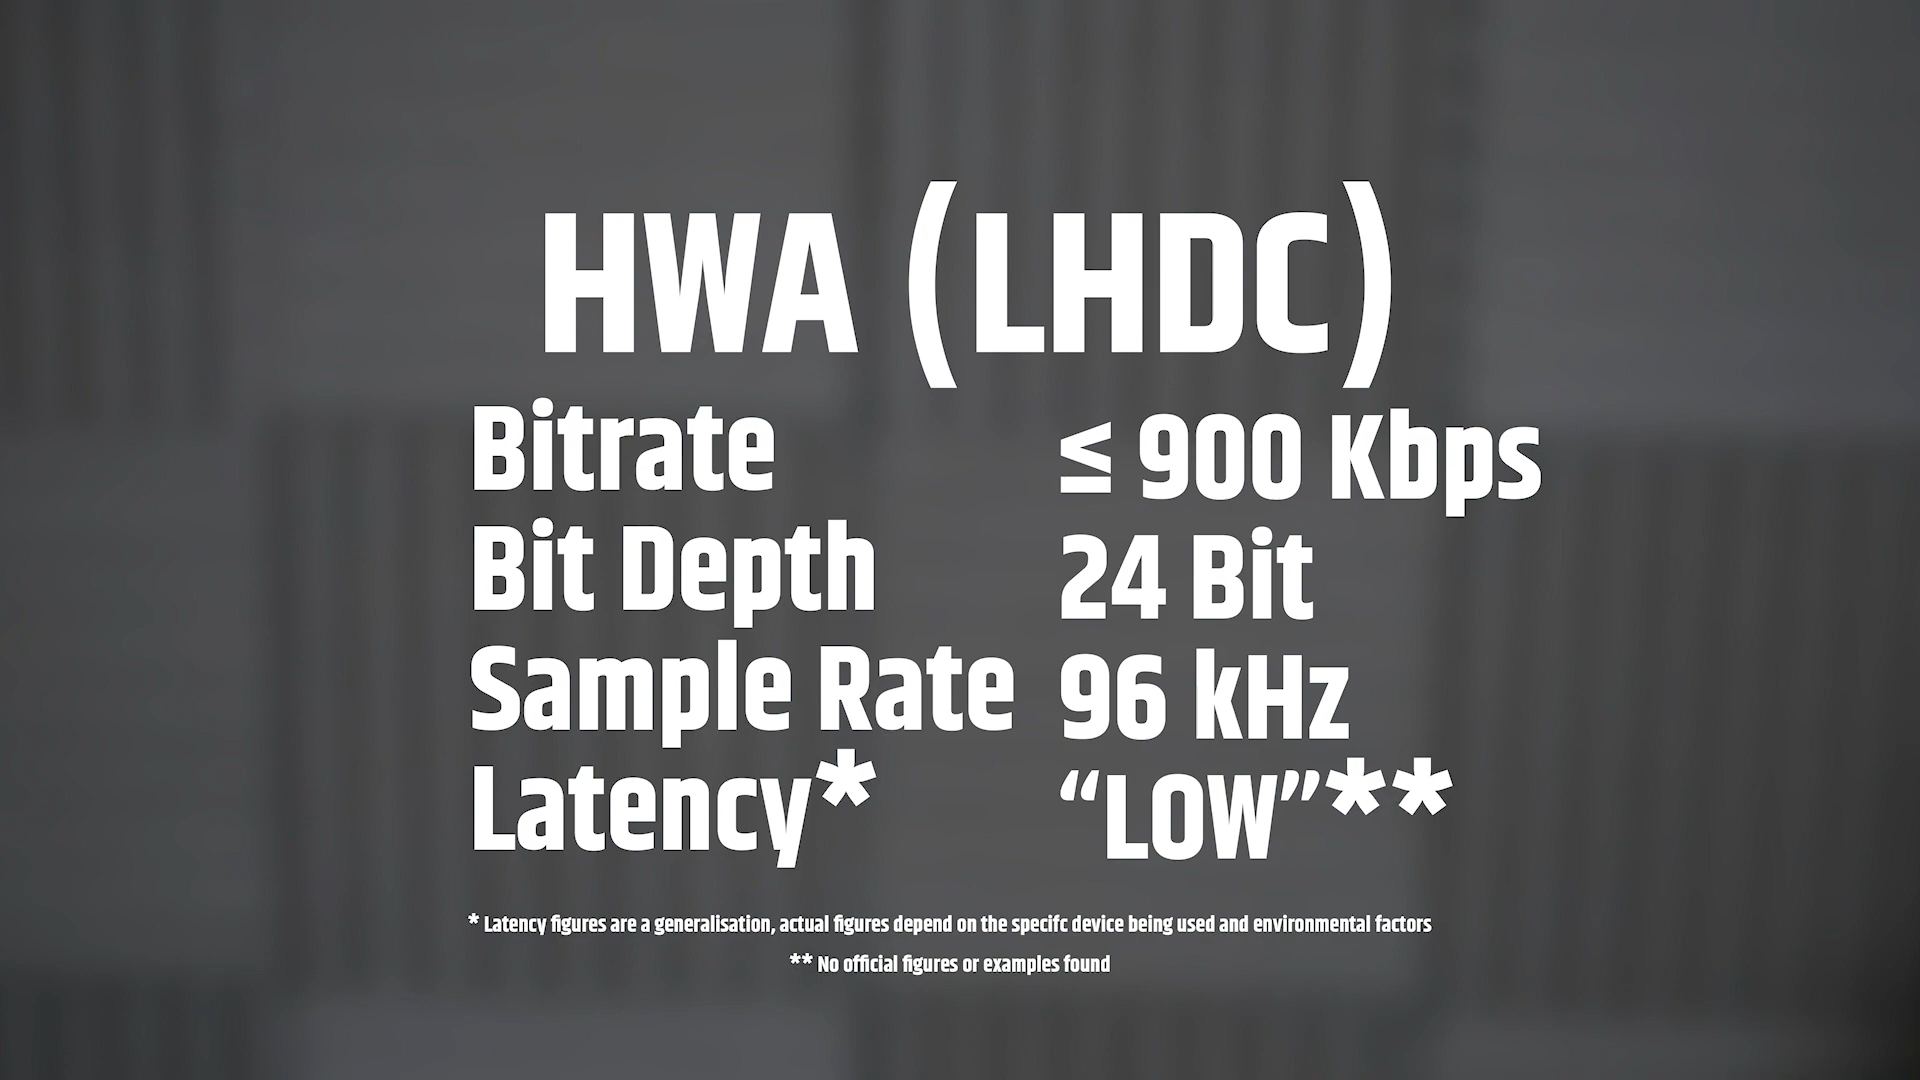 HWA (LHDC)
Bitrate ≤ 900 Kbps
Bit Depth 24 Bit
Sample Rate 96 kHz
Latency* “LOW”**
* Latency figures are a generalisation, actual figures depend on the specifc device being used and environmental factors
** No official figures or examples found